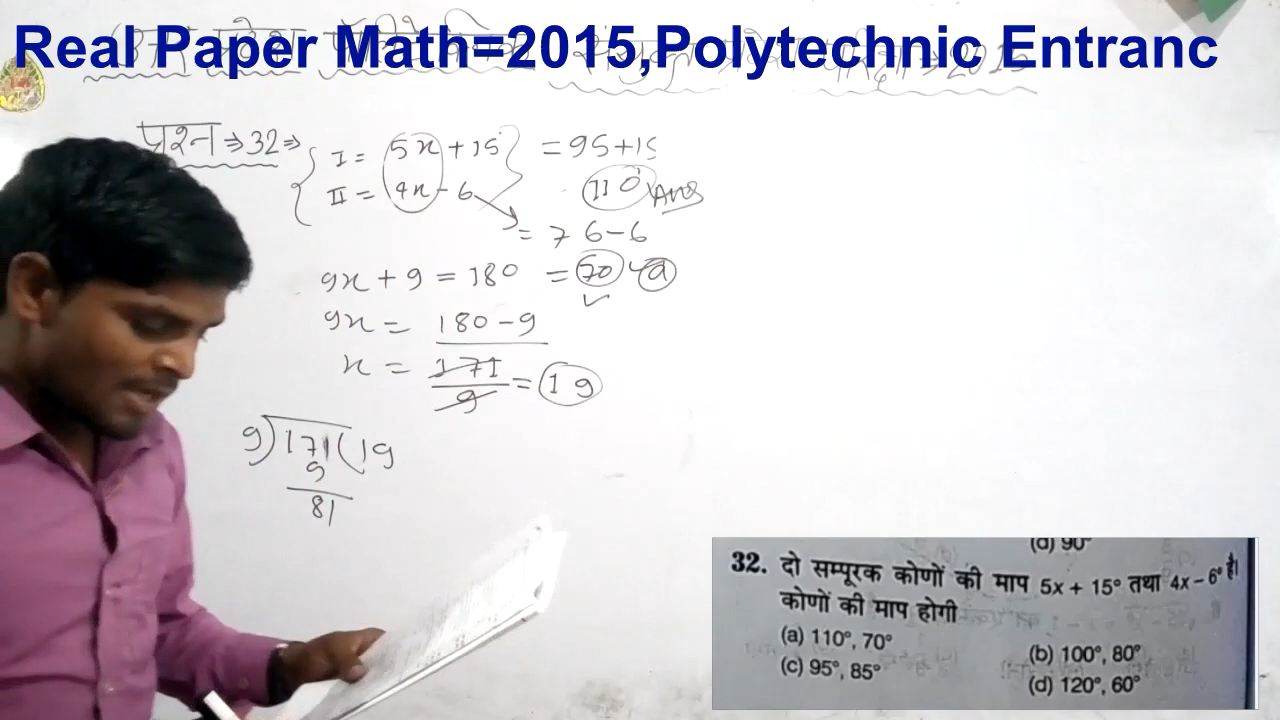 Real Paper Math=2015,Polytechnic Entranc
प्रश्न ⇒ 32 ⇒
I = 5x + 15 = 95+15
110 Ans
II = 4x - 6
= 76-6
9x + 9 = 180 = 70 a
9x = 180 - 9
x = 171/9 = 19
9) 171 ( 19
9
81
(d) 90°
32. दो सम्पूरक कोणों की माप 5x + 15° तथा 4x - 6° है।
कोणों की माप होगी
(a) 110°, 70°
(b) 100°, 80°
(c) 95°, 85°
(d) 120°, 60°